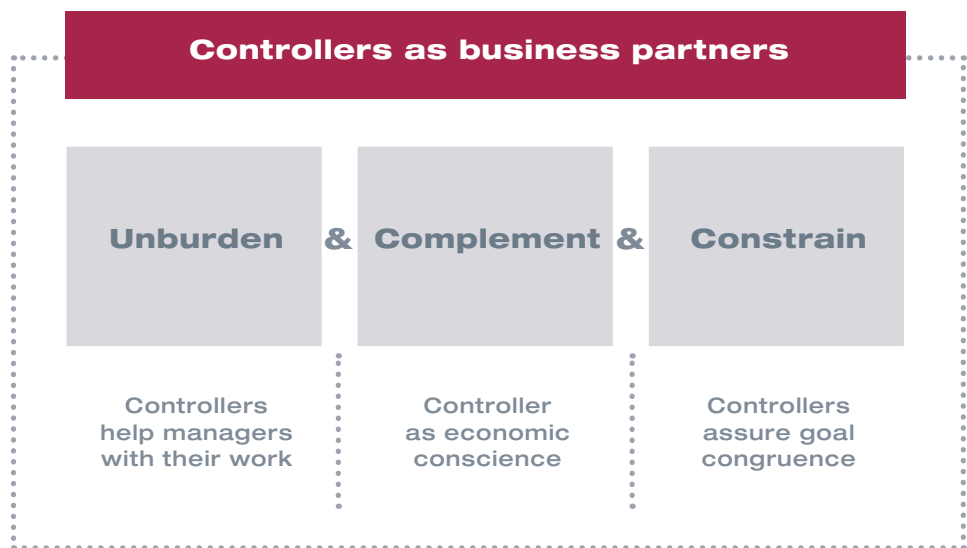 Controllers as business partners
Unburden & Complement & Constrain
Controllers
help managers
with their work
Controller
as economic
conscience
Controllers
assure goal
congruence